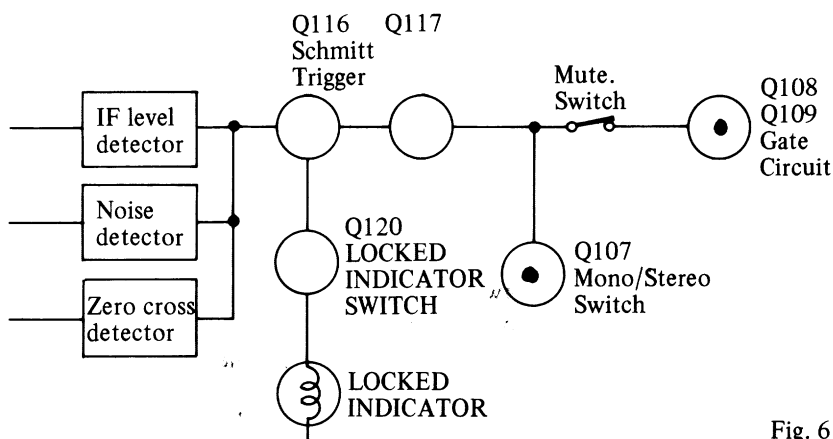 Q116
Schmitt
Trigger
Q117
Mute.
Switch
Q108
Q109
Gate
Circuit
IF level
detector
Noise
detector
Zero cross
detector
Q120
LOCKED
INDICATOR
SWITCH
Q107
Mono/Stereo
Switch
LOCKED
INDICATOR
Fig. 6